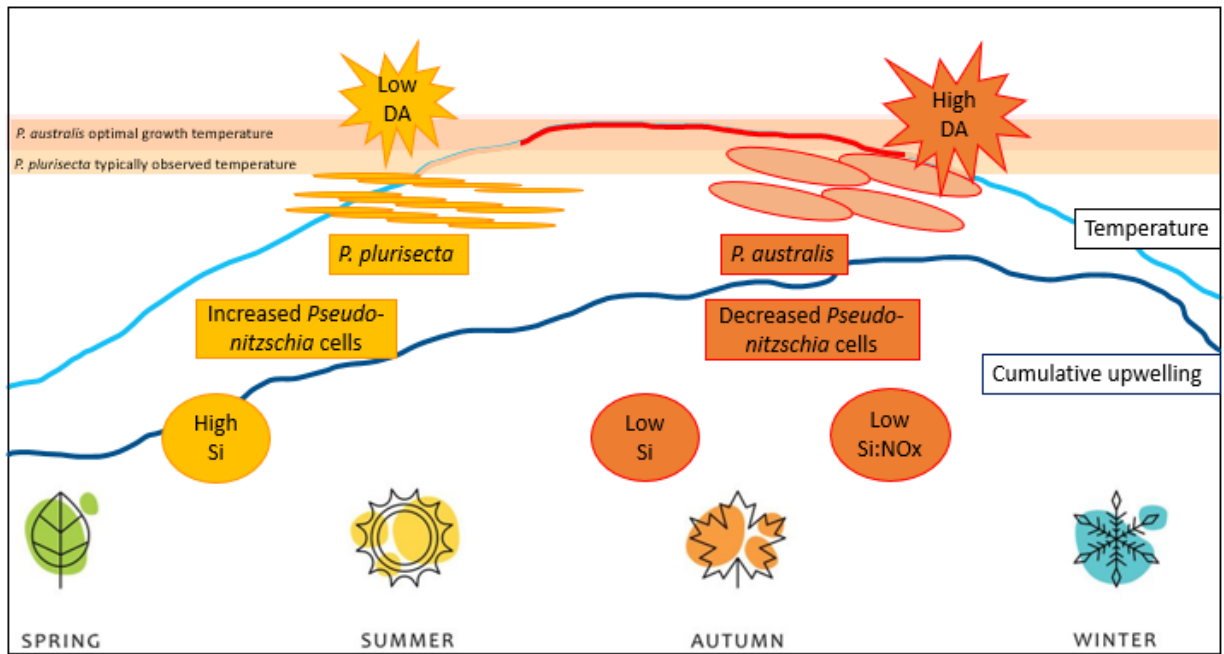 Low
DA
High
DA
P. australis optimal growth temperature
P. plurisecta typically observed temperature
Temperature
P. plurisecta
P. australis
Increased Pseudo-
nitzschia cells
Decreased Pseudo-
nitzschia cells
Cumulative upwelling
High
Si
Low
Si
Low
Si:NOx
SPRING
SUMMER
AUTUMN
WINTER